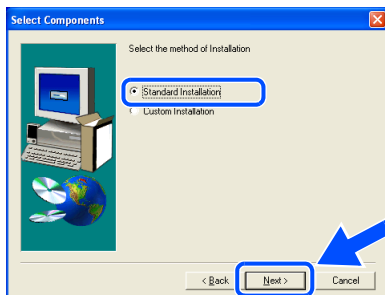 Select Components
Select the method of Installation
Standard Installation
Custom Installation
< Back
Next >
Cancel